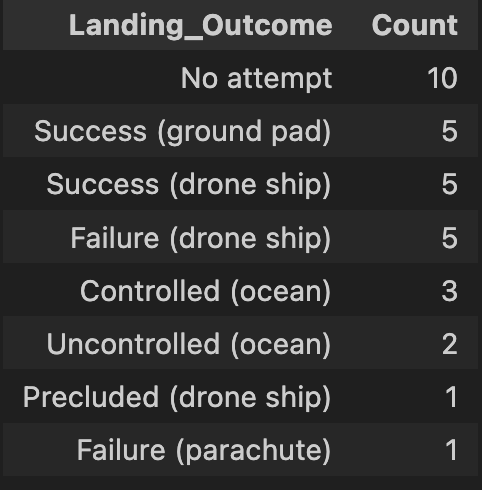 Landing_Outcome Count
No attempt 10
Success (ground pad) 5
Success (drone ship) 5
Failure (drone ship) 5
Controlled (ocean) 3
Uncontrolled (ocean) 2
Precluded (drone ship) 1
Failure (parachute) 1